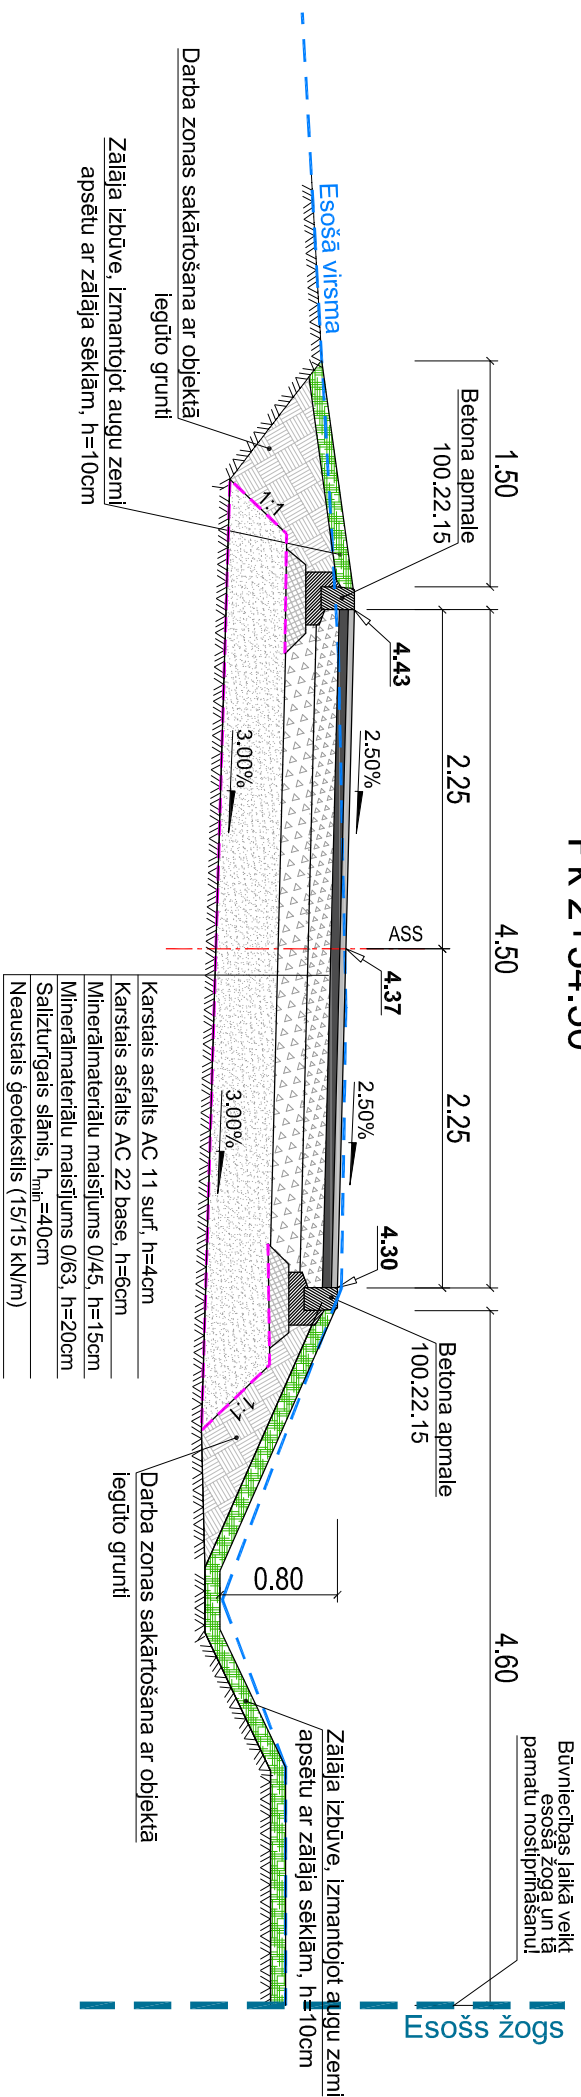 Darba zonas sakārtošana ar objektā
iegūto grunti
Zālāja izbūve, izmantojot augu zemi
apsētu ar zālāja sēklām, h=10cm
Esošā virsma
1.50
Betona apmale
100.22.15
1:1
4.43
2.25
2.50%
3.00%
4.50
ASS
4.37
2.25
2.50%
3.00%
4.30
Karstais asfalts AC 11 surf, h=4cm
Karstais asfalts AC 22 base, h=6cm
Minerālmateriālu maisījums 0/45, h=15cm
Minerālmateriālu maisījums 0/63, h=20cm
Salizturīgais slānis, hmin=40cm
Neaustais ģeotekstils (15/15 kN/m)
Betona apmale
100.22.15
1:1
Darba zonas sakārtošana ar objektā
iegūto grunti
0.80
4.60
Zālāja izbūve, izmantojot augu zemi
apsētu ar zālāja sēklām, h=10cm
Būvniecības laikā veikt
esošā žoga un tā
pamatu nostiprināšanu!
Esošs žogs